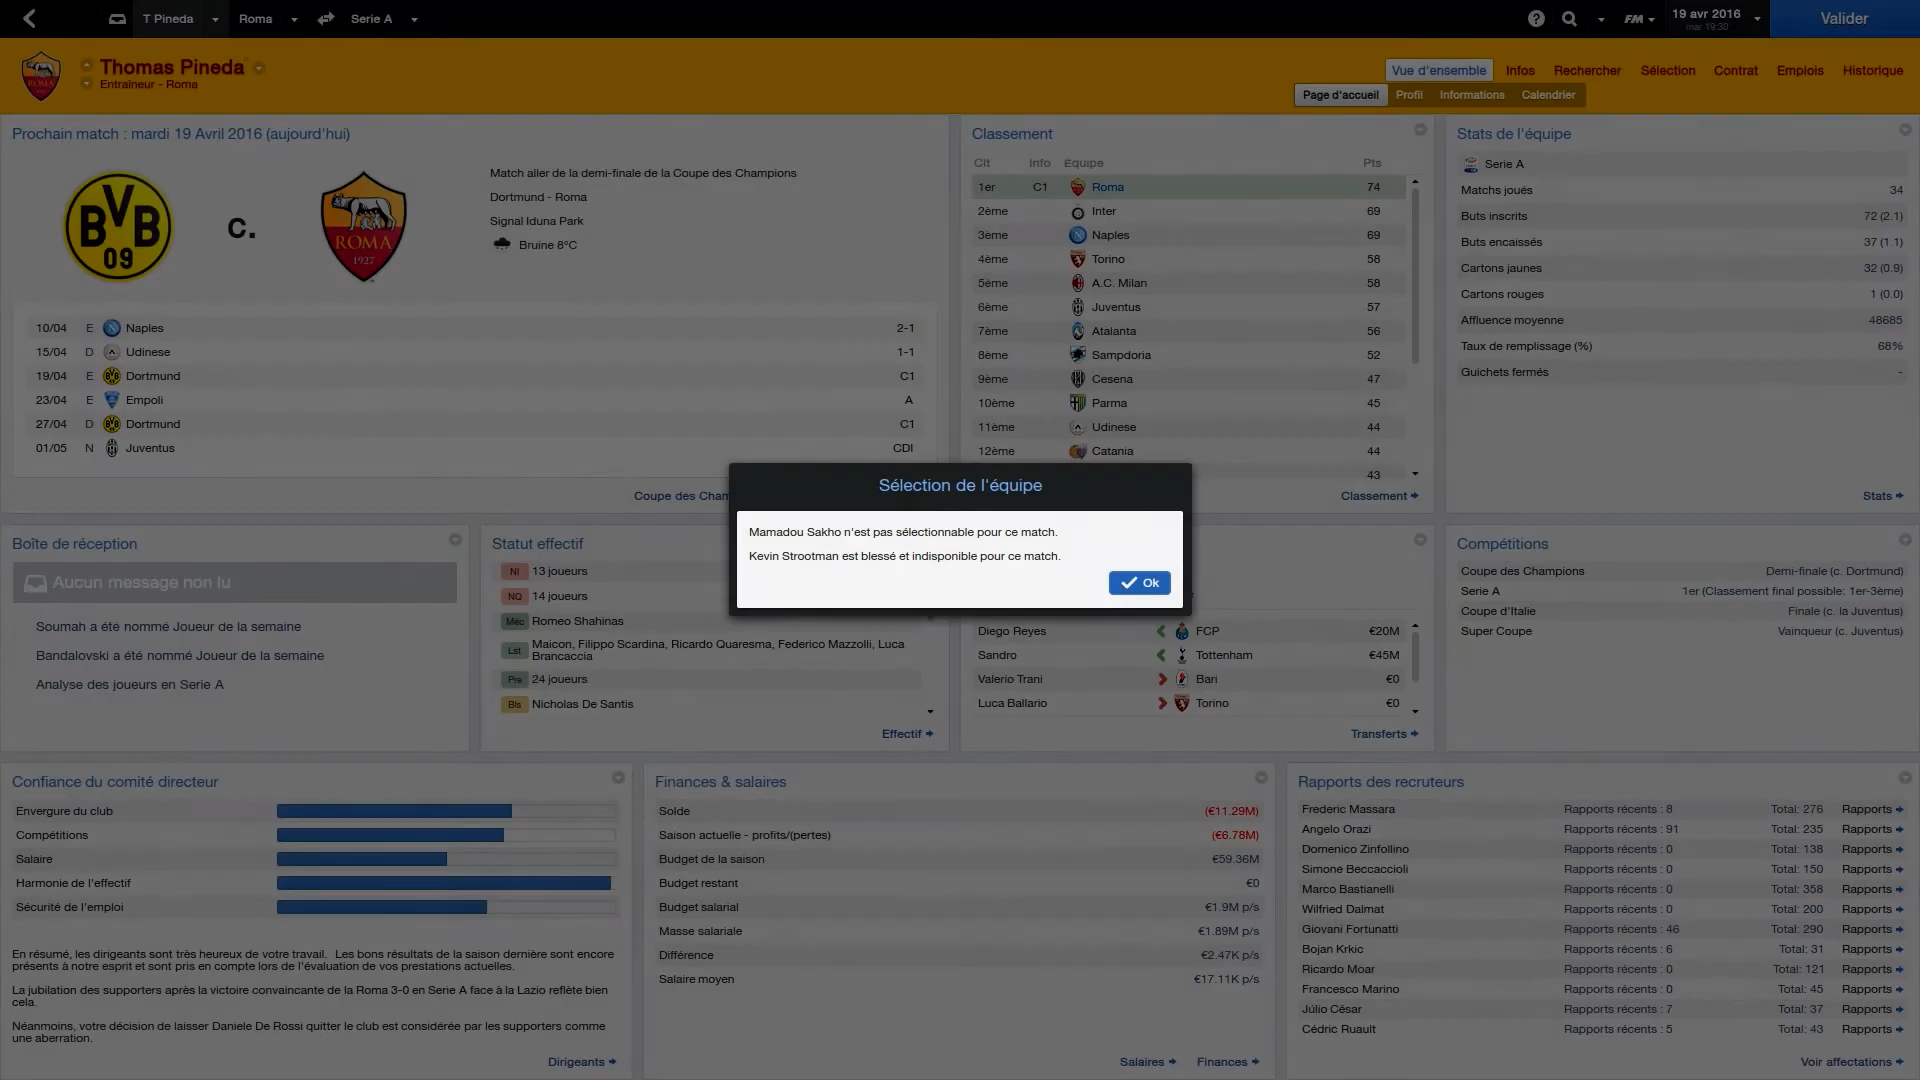 T Pineda
Roma
Serie A
FM
19 avr 2016
mar 19:30
Valider
Thomas Pineda
Entraîneur - Roma
Vue d'ensemble
Infos
Rechercher
Sélection
Contrat
Emplois
Historique
Page d'accueil
Profil
Informations
Calendrier
Prochain match : mardi 19 Avril 2016 (aujourd'hui)
BVB
09
c.
ROMA
1927
Match aller de la demi-finale de la Coupe des Champions
Dortmund - Roma
Signal Iduna Park
Bruine 8°C
10/04 E Naples 2-1
15/04 D Udinese 1-1
19/04 E Dortmund C1
23/04 E Empoli A
27/04 D Dortmund C1
01/05 N Juventus CDI
Coupe des Cham
Classement
Clt Info Équipe Pts
1er C1 Roma 74
2ème Inter 69
3ème Naples 69
4ème Torino 58
5ème A.C. Milan 58
6ème Juventus 57
7ème Atalanta 56
8ème Sampdoria 52
9ème Cesena 47
10ème Parma 45
11ème Udinese 44
12ème Catania 44
43
Classement
Stats de l'équipe
Serie A
Matchs joués 34
Buts inscrits 72 (2.1)
Buts encaissés 37 (1.1)
Cartons jaunes 32 (0.9)
Cartons rouges 1 (0.0)
Affluence moyenne 48685
Taux de remplissage (%) 68%
Guichets fermés -
Stats
Sélection de l'équipe
Mamadou Sakho n'est pas sélectionnable pour ce match.
Kevin Strootman est blessé et indisponible pour ce match.
Ok
Boîte de réception
Aucun message non lu
Soumah a été nommé Joueur de la semaine
Bandalovski a été nommé Joueur de la semaine
Analyse des joueurs en Serie A
Statut effectif
NI 13 joueurs
NQ 14 joueurs
Méc Romeo Shahinas
Lst Maicon, Filippo Scardina, Ricardo Quaresma, Federico Mazzolli, Luca
Brancaccia
Pre 24 joueurs
Bls Nicholas De Santis
Effectif
Diego Reyes FCP €20M
Sandro Tottenham €45M
Valerio Trani Bari €0
Luca Ballario Torino €0
Transferts
Compétitions
Coupe des Champions Demi-finale (c. Dortmund)
Serie A 1er (Classement final possible: 1er-3ème)
Coupe d'Italie Finale (c. la Juventus)
Super Coupe Vainqueur (c. Juventus)
Confiance du comité directeur
Envergure du club
Compétitions
Salaire
Harmonie de l'effectif
Sécurité de l'emploi
En résumé, les dirigeants sont très heureux de votre travail. Les bons résultats de la saison dernière sont encore
présents à notre esprit et sont pris en compte lors de l'évaluation de vos prestations actuelles.
La jubilation des supporters après la victoire convaincante de la Roma 3-0 en Serie A face à la Lazio reflète bien
cela.
Néanmoins, votre décision de laisser Daniele De Rossi quitter le club est considérée par les supporters comme
une aberration.
Dirigeants
Finances & salaires
Solde (€11.29M)
Saison actuelle - profits/(pertes) (€6.78M)
Budget de la saison €59.36M
Budget restant €0
Budget salarial €1.9M p/s
Masse salariale €1.89M p/s
Différence €2.47K p/s
Salaire moyen €17.11K p/s
Salaires
Finances
Rapports des recruteurs
Frederic Massara Rapports récents : 8 Total: 276 Rapports
Angelo Orazi Rapports récents : 91 Total: 235 Rapports
Domenico Zinfollino Rapports récents : 0 Total: 138 Rapports
Simone Beccaccioli Rapports récents : 0 Total: 150 Rapports
Marco Bastianelli Rapports récents : 0 Total: 358 Rapports
Wilfried Dalmat Rapports récents : 0 Total: 200 Rapports
Giovani Fortunatti Rapports récents : 46 Total: 290 Rapports
Bojan Krkic Rapports récents : 6 Total: 31 Rapports
Ricardo Moar Rapports récents : 0 Total: 121 Rapports
Francesco Marino Rapports récents : 0 Total: 45 Rapports
Júlio César Rapports récents : 7 Total: 37 Rapports
Cédric Ruault Rapports récents : 5 Total: 43 Rapports
Voir affectations